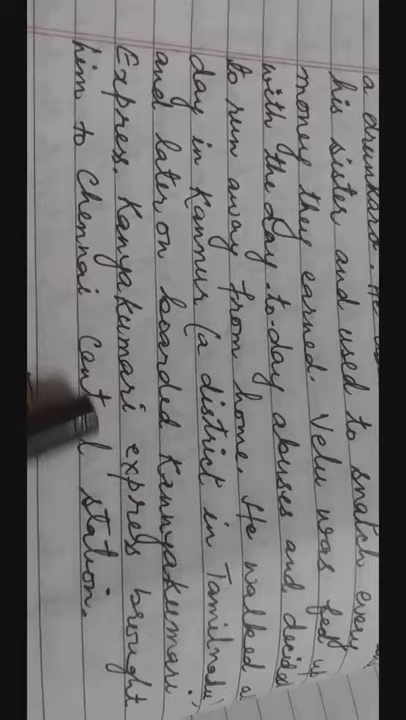 a drunkard. He
his sister and used to snatch every
money they earned. Velu was fed up
with the day-to-day abuses and decided
to run away from home. He walked a
day in Kannur (a district in Tamilnadu)
and later on boarded Kanyakumari
Express. Kanyakumari express brought
him to Chennai station.